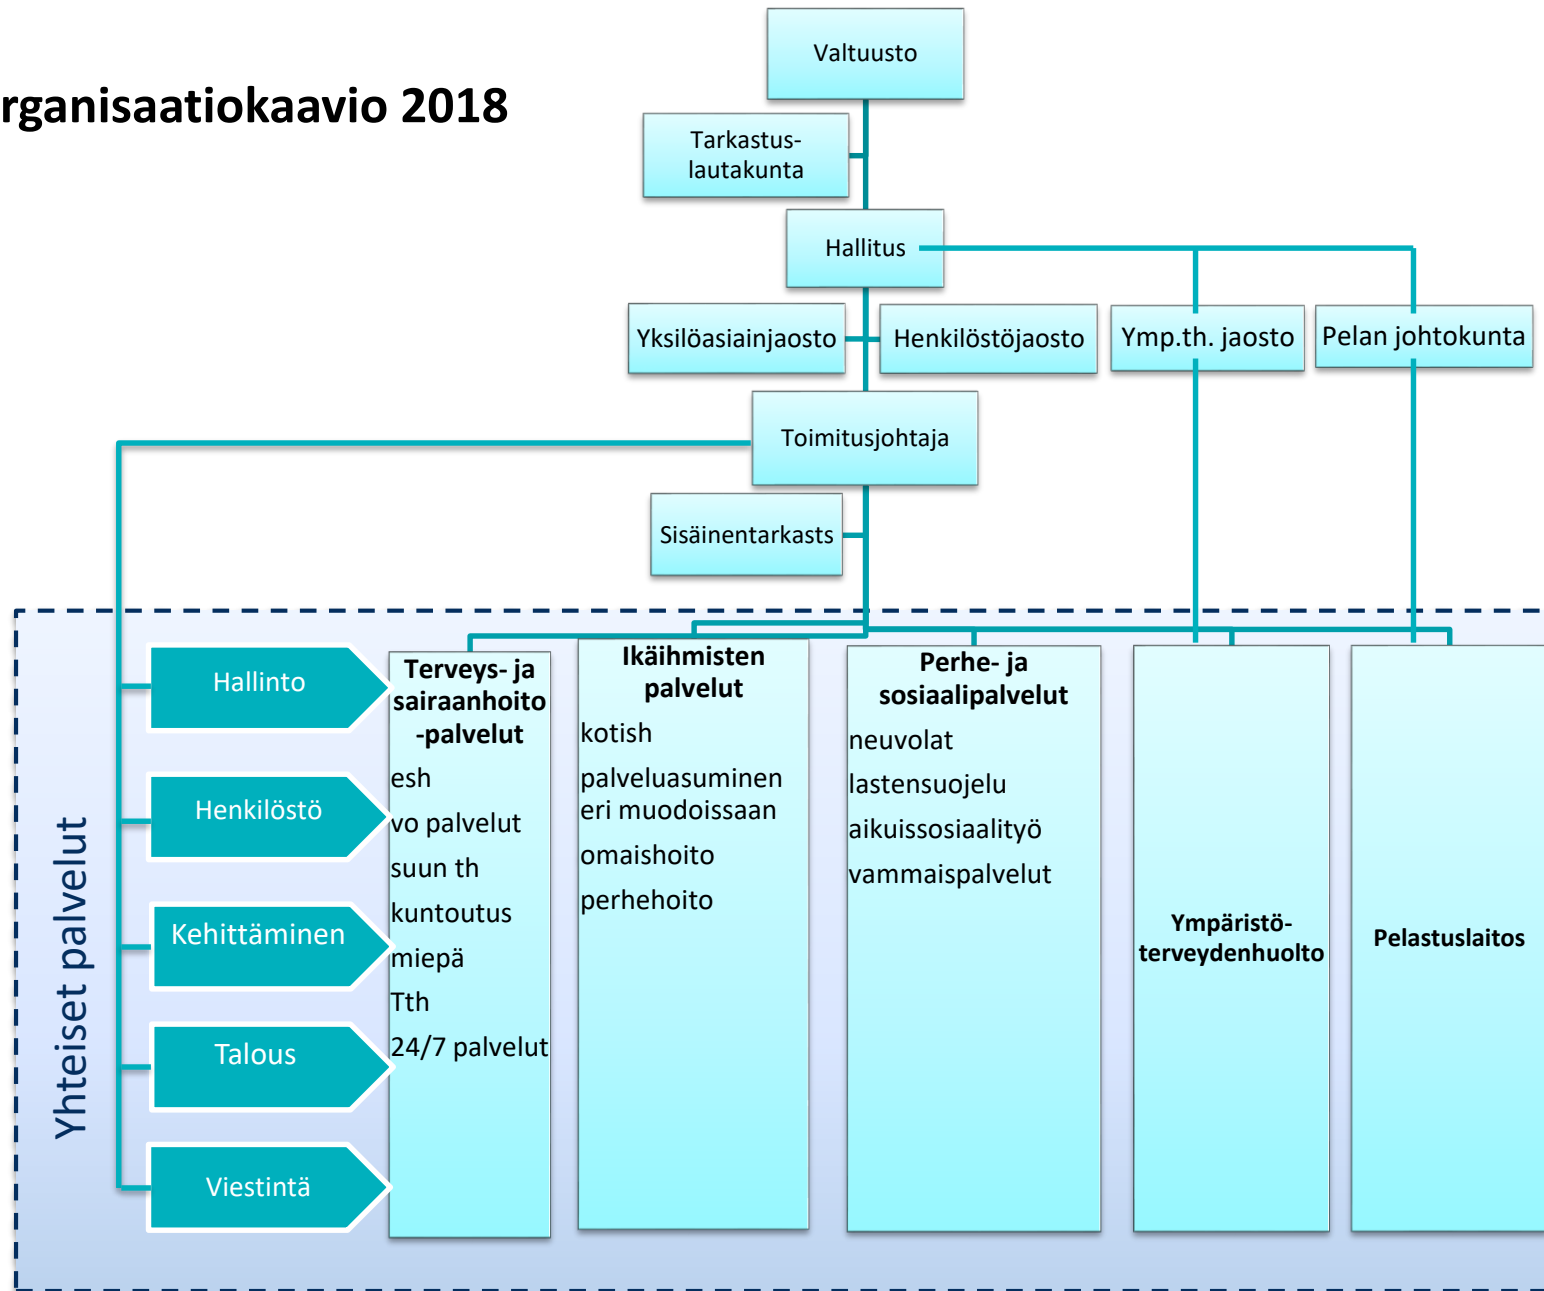 rganisaatiokaavio 2018
Valtuusto
Tarkastus-
lautakunta
Hallitus
Yksilöasiainjaosto
Henkilöstöjaosto
Ymp.th. jaosto
Pelan johtokunta
Toimitusjohtaja
Sisäinentarkasts
Yhteiset palvelut
Hallinto
Henkilöstö
Kehittäminen
Talous
Viestintä
Terveys- ja
sairaanhoito
-palvelut
esh
vo palvelut
suun th
kuntoutus
miepä
Tth
24/7 palvelut
Ikäihmisten
palvelut
kotish
palveluasuminen
eri muodoissaan
omaishoito
perhehoito
Perhe- ja
sosiaalipalvelut
neuvolat
lastensuojelu
aikuissosiaalityö
vammaispalvelut
Ympäristö-
terveydenhuolto
Pelastuslaitos